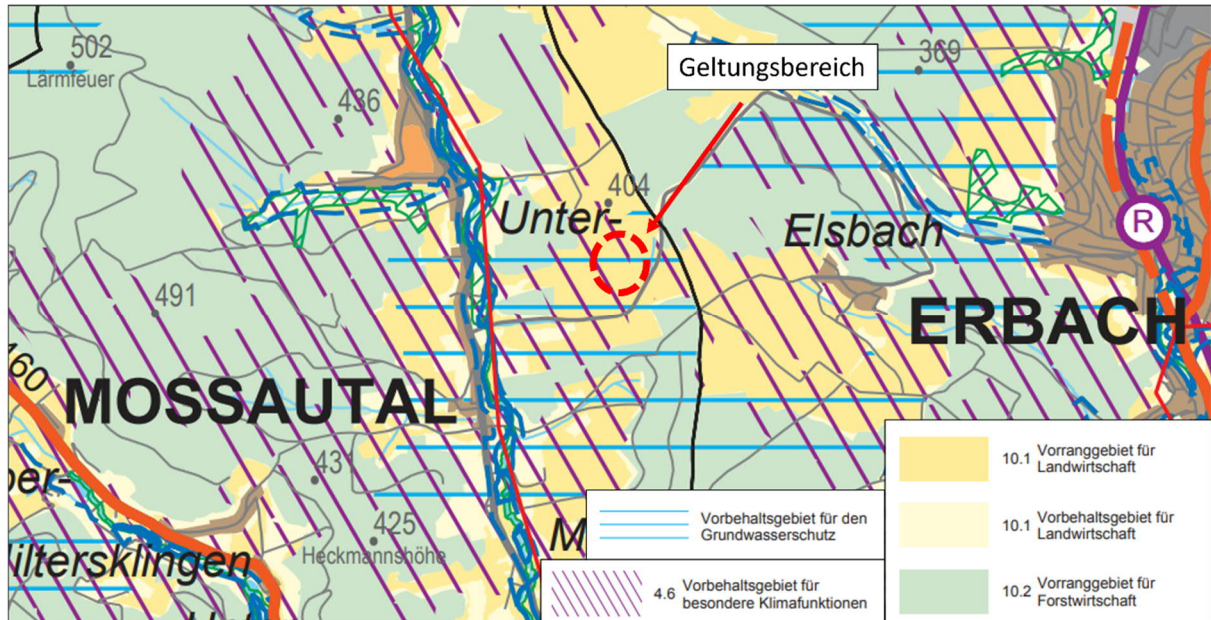 502
Lärmfeuer
436
Geltungsbereich
369
404
Unter-
Elsbach
R
491
ERBACH
460
MOSSAUTAL
431
ber-
425
Heckmannshöhe
M
iltersklingen
Vorbehaltsgebiet für den
Grundwasserschutz
4.6 Vorbehaltsgebiet für
besondere Klimafunktionen
10.1 Vorranggebiet für
Landwirtschaft
10.1 Vorbehaltsgebiet für
Landwirtschaft
10.2 Vorranggebiet für
Forstwirtschaft